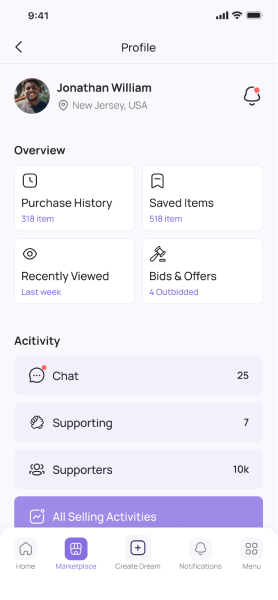 9:41
Profile
Jonathan William
New Jersey, USA
Overview
Purchase History
318 item
Saved Items
518 item
Recently Viewed
Last week
Bids & Offers
4 Outbidded
Acitivity
Chat 25
Supporting 7
Supporters 10k
All Selling Activities
Home Marketplace Create Dream Notifications Menu